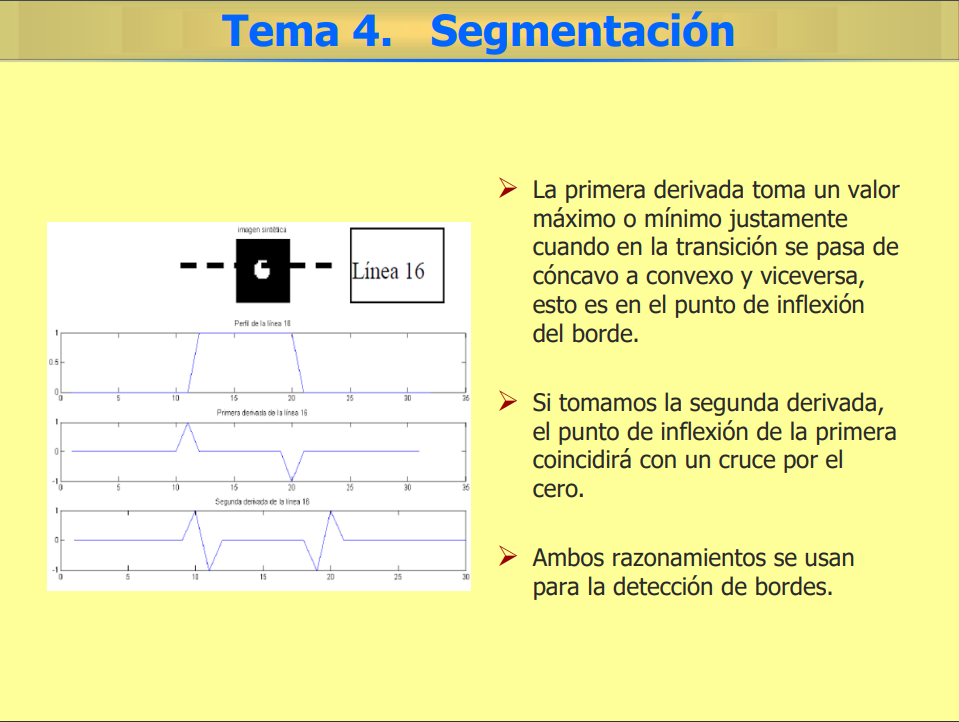 Tema 4. Segmentación
imagen sintética
Línea 16
Perfil de la línea 16
1
0.5
0
0 5 10 15 20 25 30 35
Primera derivada de la línea 16
1
0
-1
0 5 10 15 20 25 30 35
Segunda derivada de la línea 16
1
0
-1
0 5 10 15 20 25 30
La primera derivada toma un valor
máximo o mínimo justamente
cuando en la transición se pasa de
cóncavo a convexo y viceversa,
esto es en el punto de inflexión
del borde.
Si tomamos la segunda derivada,
el punto de inflexión de la primera
coincidirá con un cruce por el
cero.
Ambos razonamientos se usan
para la detección de bordes.